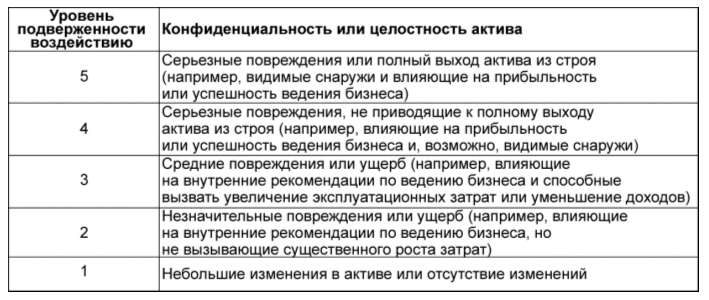 Уровень
подверженности
воздействию
Конфиденциальность или целостность актива
5
Серьезные повреждения или полный выход актива из строя
(например, видимые снаружи и влияющие на прибыльность
или успешность ведения бизнеса)
4
Серьезные повреждения, не приводящие к полному выходу
актива из строя (например, влияющие на прибыльность
или успешность ведения бизнеса и, возможно, видимые снаружи)
3
Средние повреждения или ущерб (например, влияющие
на внутренние рекомендации по ведению бизнеса и способные
вызвать увеличение эксплуатационных затрат или уменьшение доходов)
2
Незначительные повреждения или ущерб (например, влияющие
на внутренние рекомендации по ведению бизнеса, но
не вызывающие существенного роста затрат)
1
Небольшие изменения в активе или отсутствие изменений